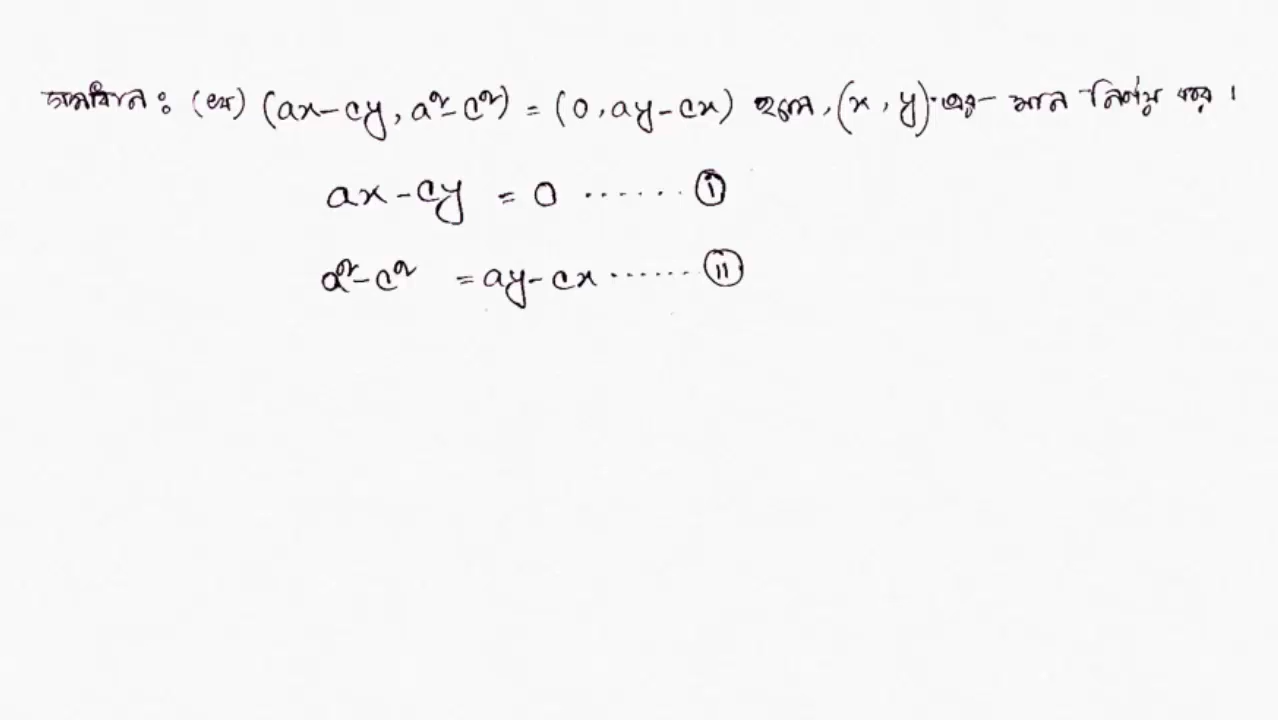 সমাধান : (খ) (ax-cy, a²-c²) = (0, ay-cx) হলে, (x, y) এর মান নির্ণয় কর ।
ax-cy = 0 ...... (i)
a²-c² = ay-cx ...... (ii)